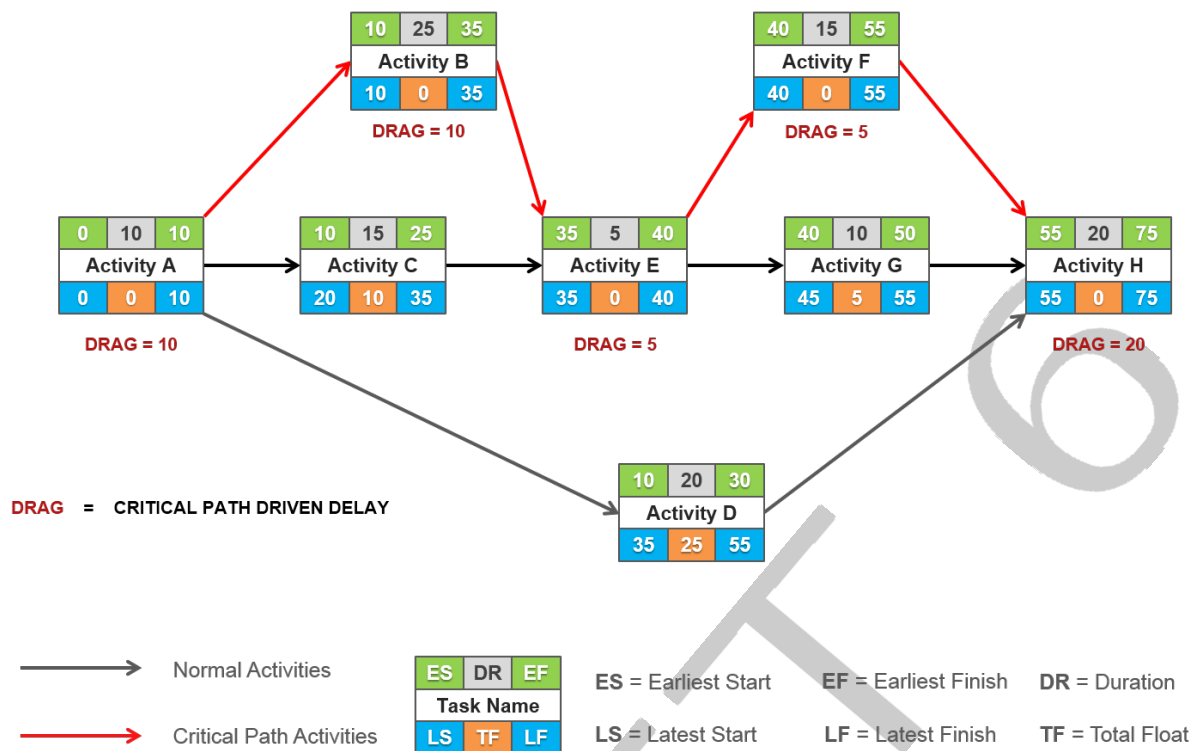 10 25 35
Activity B
10 0 35
DRAG = 10
40 15 55
Activity F
40 0 55
DRAG = 5
0 10 10
Activity A
0 0 10
DRAG = 10
10 15 25
Activity C
20 10 35
35 5 40
Activity E
35 0 40
DRAG = 5
40 10 50
Activity G
45 5 55
55 20 75
Activity H
55 0 75
DRAG = 20
10 20 30
Activity D
35 25 55
DRAG = CRITICAL PATH DRIVEN DELAY
Normal Activities
Critical Path Activities
ES DR EF
Task Name
LS TF LF
ES = Earliest Start
EF = Earliest Finish
DR = Duration
LS = Latest Start
LF = Latest Finish
TF = Total Float